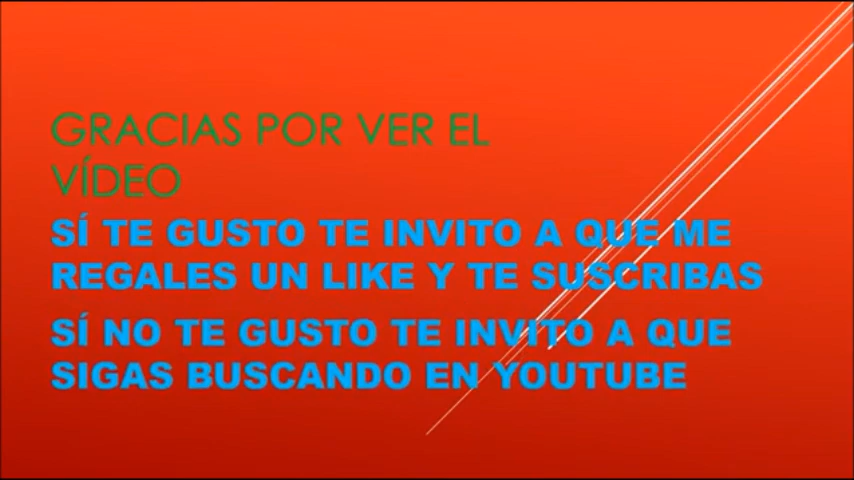 GRACIAS POR VER EL
VÍDEO
SÍ TE GUSTO TE INVITO A QUE ME
REGALES UN LIKE Y TE SUSCRIBAS
SÍ NO TE GUSTO TE INVITO A QUE
SIGAS BUSCANDO EN YOUTUBE